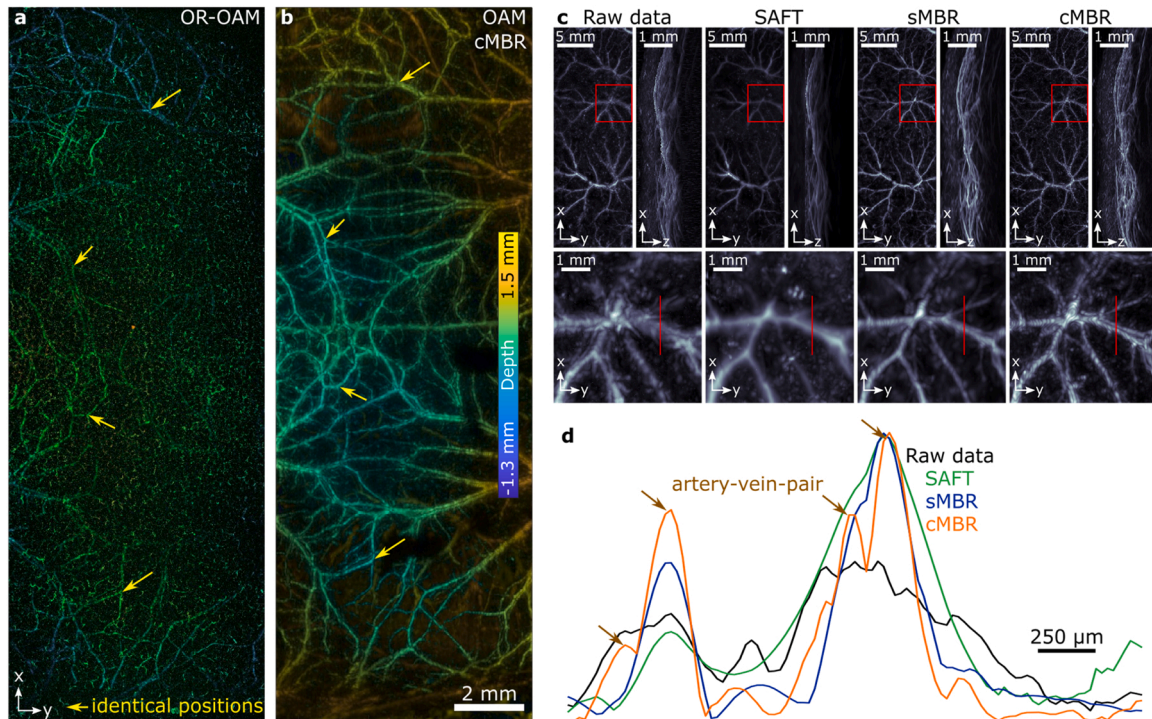 a
OR-OAM
x
y
identical positions
b
OAM
cMBR
1.5 mm
Depth
-1.3 mm
2 mm
c
Raw data
SAFT
sMBR
cMBR
5 mm
1 mm
5 mm
1 mm
5 mm
1 mm
5 mm
1 mm
x
y
x
z
x
y
x
z
x
y
x
z
x
y
x
z
1 mm
1 mm
1 mm
1 mm
x
y
x
y
x
y
x
y
d
Raw data
SAFT
sMBR
cMBR
artery-vein-pair
250 µm